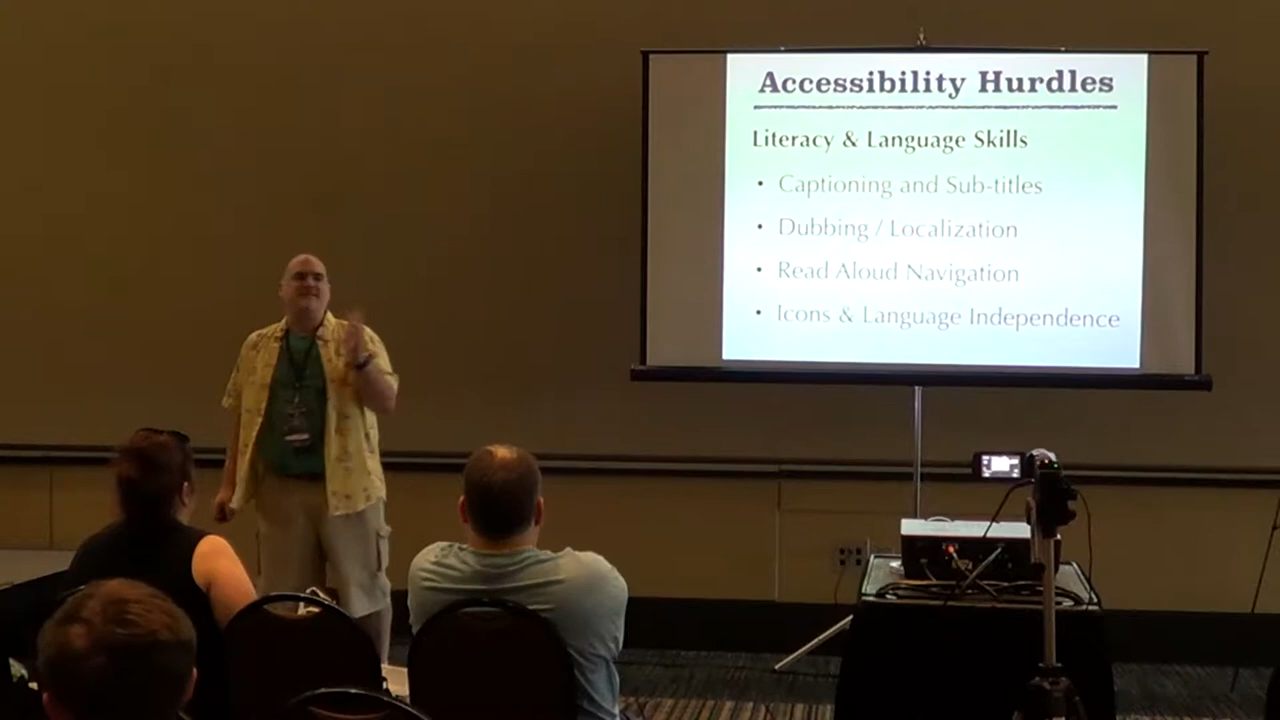 Accessibility Hurdles
Literacy & Language Skills
• Captioning and Sub-titles
• Dubbing / Localization
• Read Aloud Navigation
• Icons & Language Independence